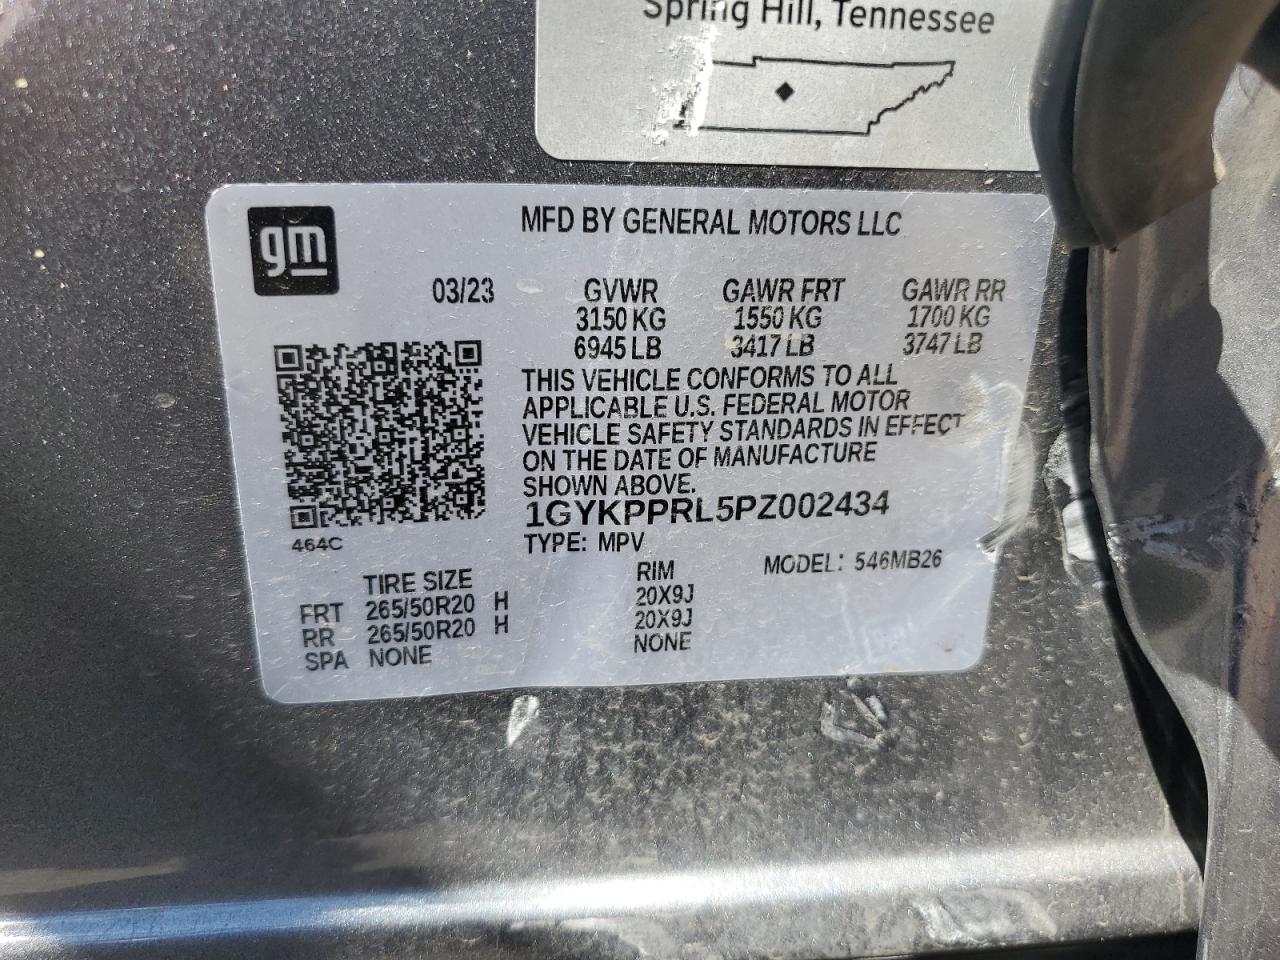 Spring Hill, Tennessee
gm
MFD BY GENERAL MOTORS LLC
03/23 GVWR GAWR FRT GAWR RR
3150 KG 1550 KG 1700 KG
6945 LB 3417 LB 3747 LB
THIS VEHICLE CONFORMS TO ALL
APPLICABLE U.S. FEDERAL MOTOR
VEHICLE SAFETY STANDARDS IN EFFECT
ON THE DATE OF MANUFACTURE
SHOWN ABOVE.
1GYKPPRL5PZ002434
464C
TYPE: MPV
MODEL: 546MB26
TIRE SIZE RIM
FRT 265/50R20 H 20X9J
RR 265/50R20 H 20X9J
SPA NONE NONE